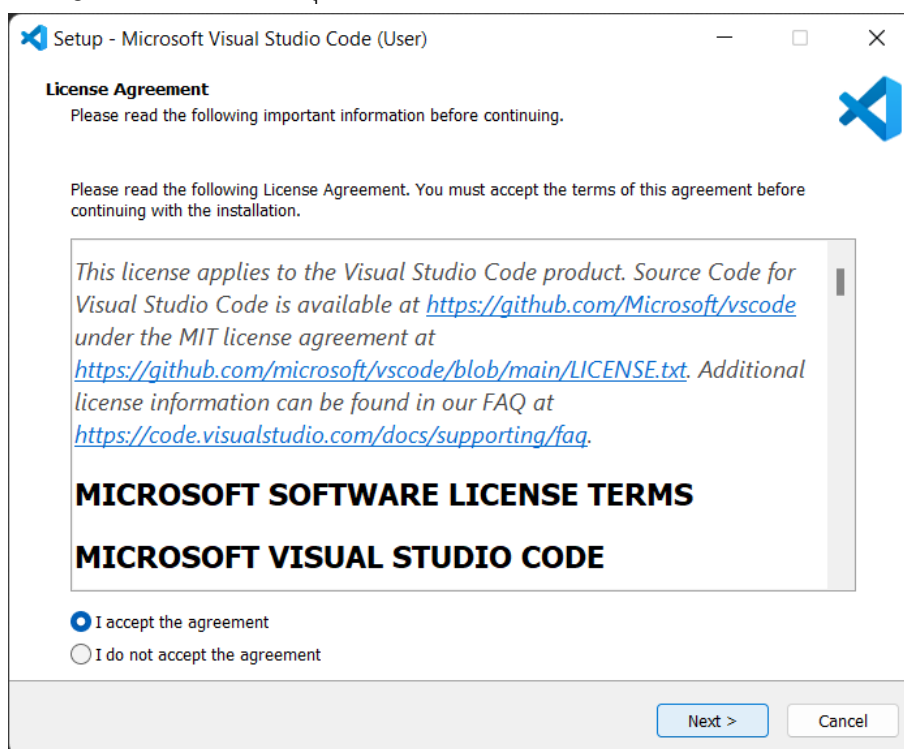 Setup - Microsoft Visual Studio Code (User)
License Agreement
Please read the following important information before continuing.
Please read the following License Agreement. You must accept the terms of this agreement before
continuing with the installation.
This license applies to the Visual Studio Code product. Source Code for
Visual Studio Code is available at https://github.com/Microsoft/vscode
under the MIT license agreement at
https://github.com/microsoft/vscode/blob/main/LICENSE.txt. Additional
license information can be found in our FAQ at
https://code.visualstudio.com/docs/supporting/faq.
MICROSOFT SOFTWARE LICENSE TERMS
MICROSOFT VISUAL STUDIO CODE
I accept the agreement
I do not accept the agreement
Next >
Cancel